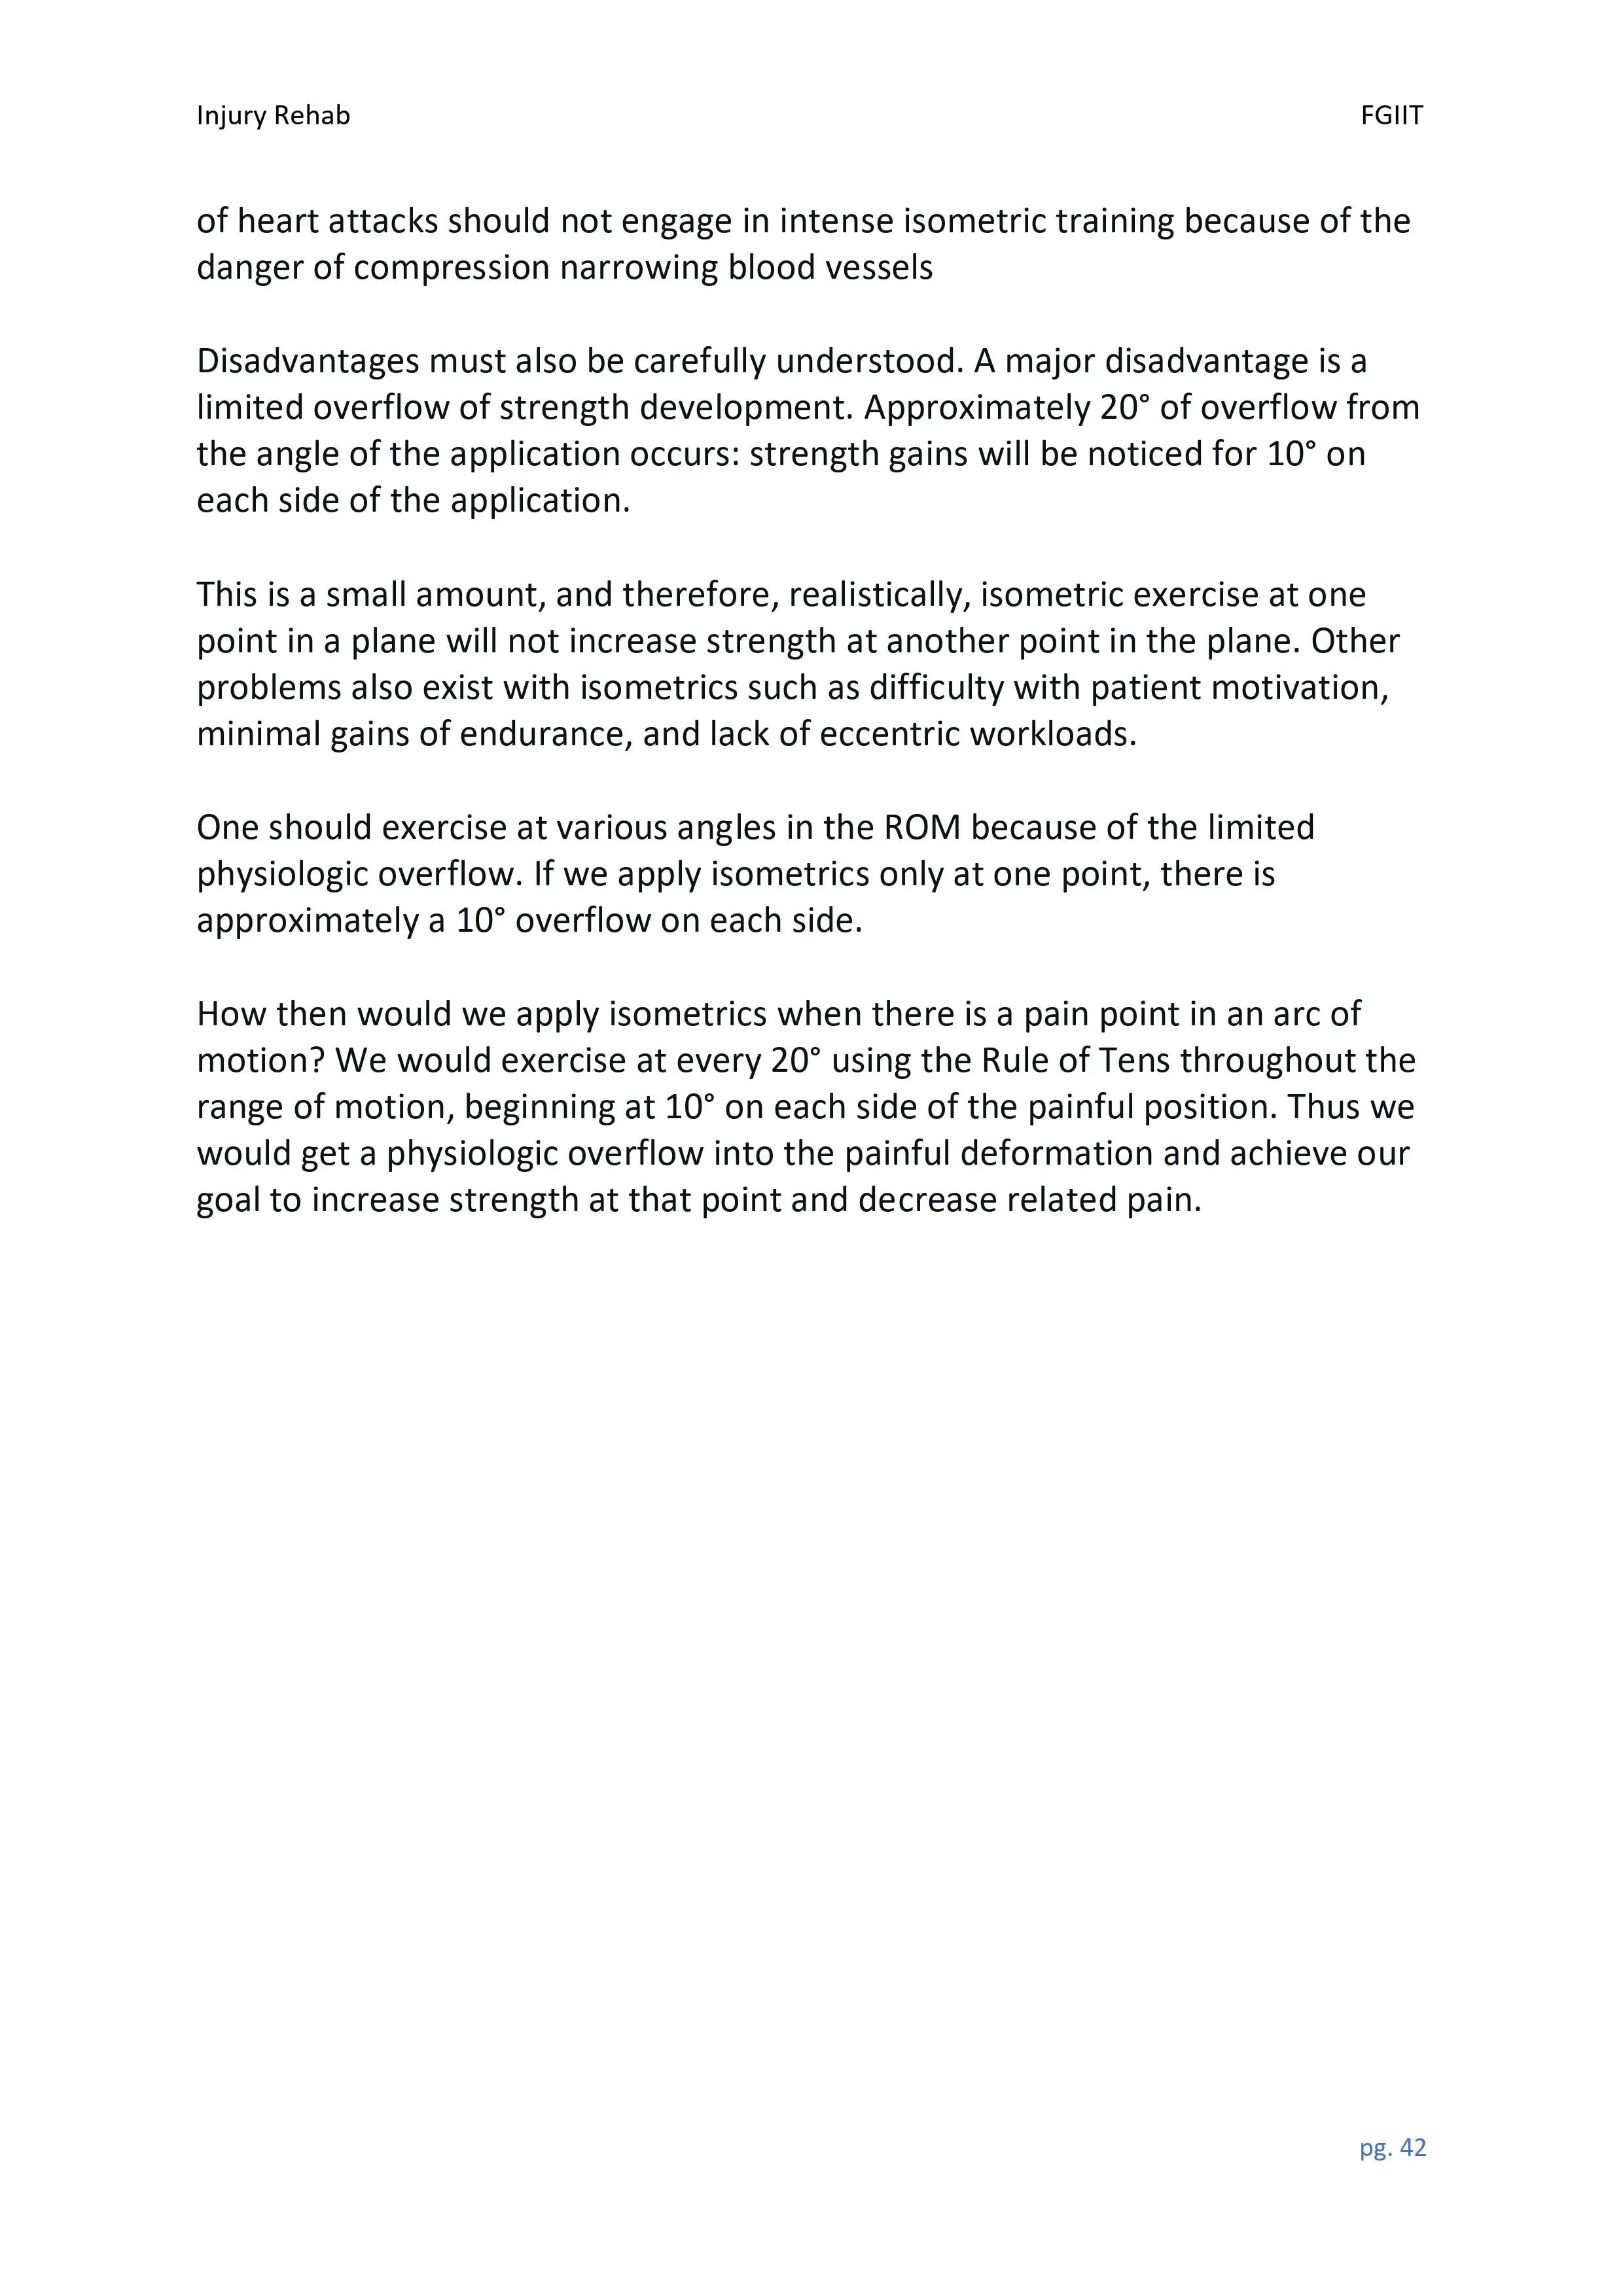 Injury Rehab FGIIT
of heart attacks should not engage in intense isometric training because of the
danger of compression narrowing blood vessels
Disadvantages must also be carefully understood. A major disadvantage is a
limited overflow of strength development. Approximately 20° of overflow from
the angle of the application occurs: strength gains will be noticed for 10° on
each side of the application.
This is a small amount, and therefore, realistically, isometric exercise at one
point in a plane will not increase strength at another point in the plane. Other
problems also exist with isometrics such as difficulty with patient motivation,
minimal gains of endurance, and lack of eccentric workloads.
One should exercise at various angles in the ROM because of the limited
physiologic overflow. If we apply isometrics only at one point, there is
approximately a 10° overflow on each side.
How then would we apply isometrics when there is a pain point in an arc of
motion? We would exercise at every 20° using the Rule of Tens throughout the
range of motion, beginning at 10° on each side of the painful position. Thus we
would get a physiologic overflow into the painful deformation and achieve our
goal to increase strength at that point and decrease related pain.
pg. 42